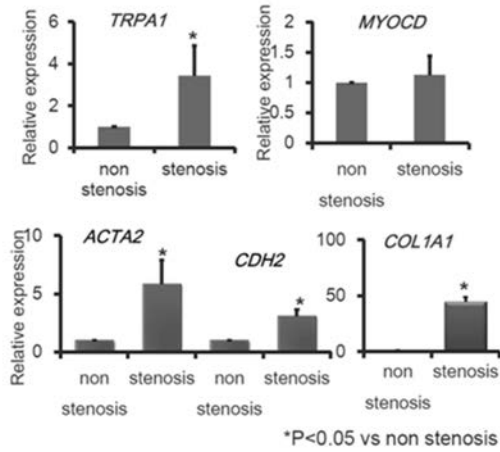 TRPA1
Relative expression
6
4
2
0
*
non
stenosis
stenosis
MYOCD
Relative expression
2
1.5
1
0.5
0
non
stenosis
stenosis
ACTA2
Relative expression
10
5
0
*
CDH2
*
non
stenosis
stenosis
non
stenosis
stenosis
COL1A1
100
50
0
*
non
stenosis
stenosis
*P<0.05 vs non stenosis